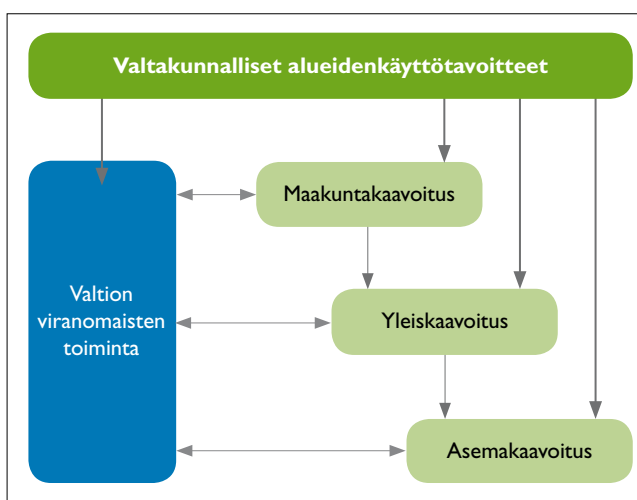 Valtakunnalliset alueidenkäyttötavoitteet
Maakuntakaavoitus
Valtion
viranomaisten
toiminta
Yleiskaavoitus
Asemakaavoitus